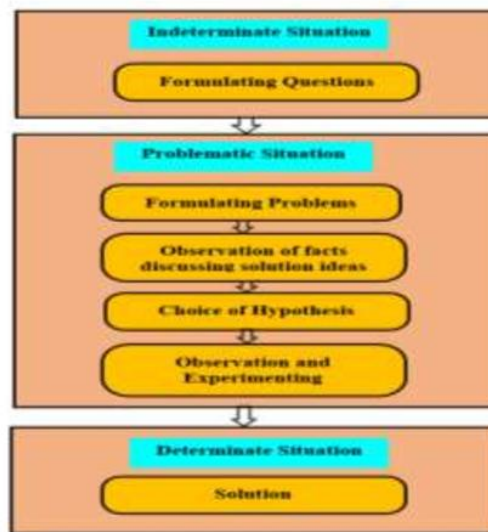 Indeterminate Situation
Formulating Questions
Problematic Situation
Formulating Problems
Observation of facts
discussing solution ideas
Choice of Hypothesis
Observation and
Experimenting
Determinate Situation
Solution